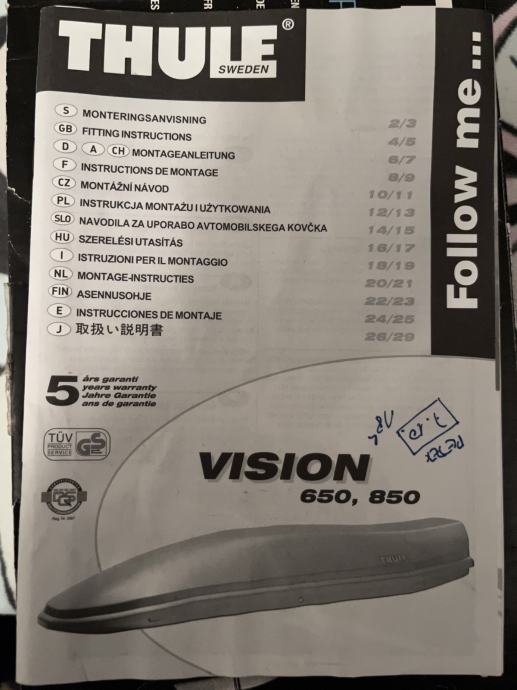 THULE®
SWEDEN
Follow me...
S MONTERINGSANVISNING 2/3
GB FITTING INSTRUCTIONS 4/5
D A CH MONTAGEANLEITUNG 6/7
F INSTRUCTIONS DE MONTAGE 8/9
CZ MONTÁŽNÍ NÁVOD 10/11
PL INSTRUKCJA MONTAŻU I UŻYTKOWANIA 12/13
SLO NAVODILA ZA UPORABO AVTOMOBILSKEGA KOVČKA 14/15
HU SZERELÉSI UTASÍTÁS 16/17
I ISTRUZIONI PER IL MONTAGGIO 18/19
NL MONTAGE-INSTRUCTIES 20/21
FIN ASENNUSOHJE 22/23
E INSTRUCCIONES DE MONTAJE 24/25
J 取扱い説明書 26/29
5 års garanti
years warranty
Jahre Garantie
ans de garantie
TÜV
PRODUCT
SERVICE
GS
VISION
650, 850
THULE